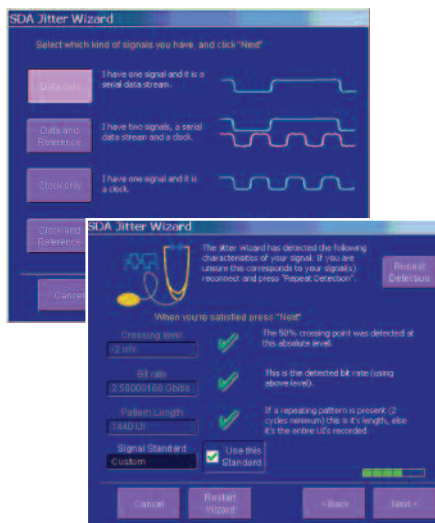 SDA Jitter Wizard
Select which kind of signals you have, and click "Next"
Data only
I have one signal and it is a
serial data stream.
Data and
Reference
I have two signals, a serial
data stream and a clock.
Clock only
I have one signal and it is
a clock.
Clock and
Reference
Cancel
SDA Jitter Wizard
The Jitter Wizard has detected the following
characteristics of your signal. If you are
unsure this corresponds to your signal(s)
reconnect and press "Repeat Detection".
Repeat
Detection
When you're satisfied press "Next"
Crossing level
-2 mV
The 50% crossing point was detected at
this absolute level.
Bit rate
2.50000166 Gbit/s
This is the detected bit rate (using
above level).
Pattern Length
1440 UI
If a repeating pattern is present (2
cycles minimum) this is it's length, else
it's the entire UI's recorded.
Signal Standard
Custom
Use this
Standard
Cancel
Restart
Wizard
< Back
Next >